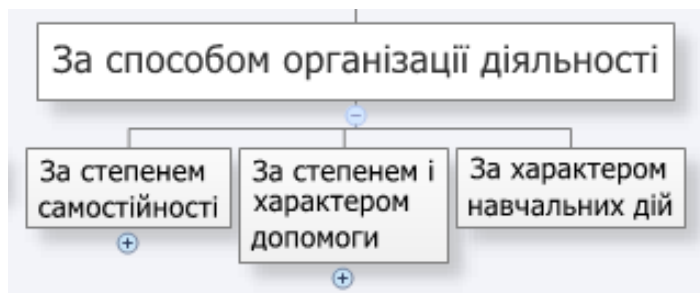 За способом організації діяльності
За степенем
самостійності
За степенем і
характером
допомоги
За характером
навчальних дій